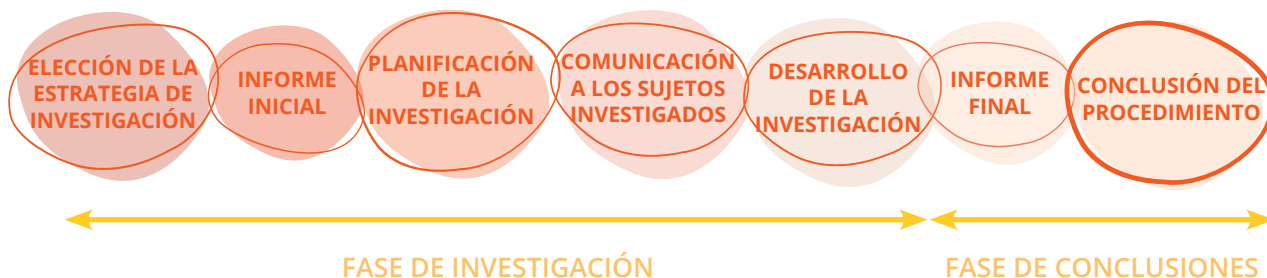 ELECCIÓN DE LA
ESTRATEGIA DE
INVESTIGACIÓN
INFORME
INICIAL
PLANIFICACIÓN
DE LA
INVESTIGACIÓN
COMUNICACIÓN
A LOS SUJETOS
INVESTIGADOS
DESARROLLO
DE LA
INVESTIGACIÓN
INFORME
FINAL
CONCLUSIÓN DEL
PROCEDIMIENTO
FASE DE INVESTIGACIÓN
FASE DE CONCLUSIONES